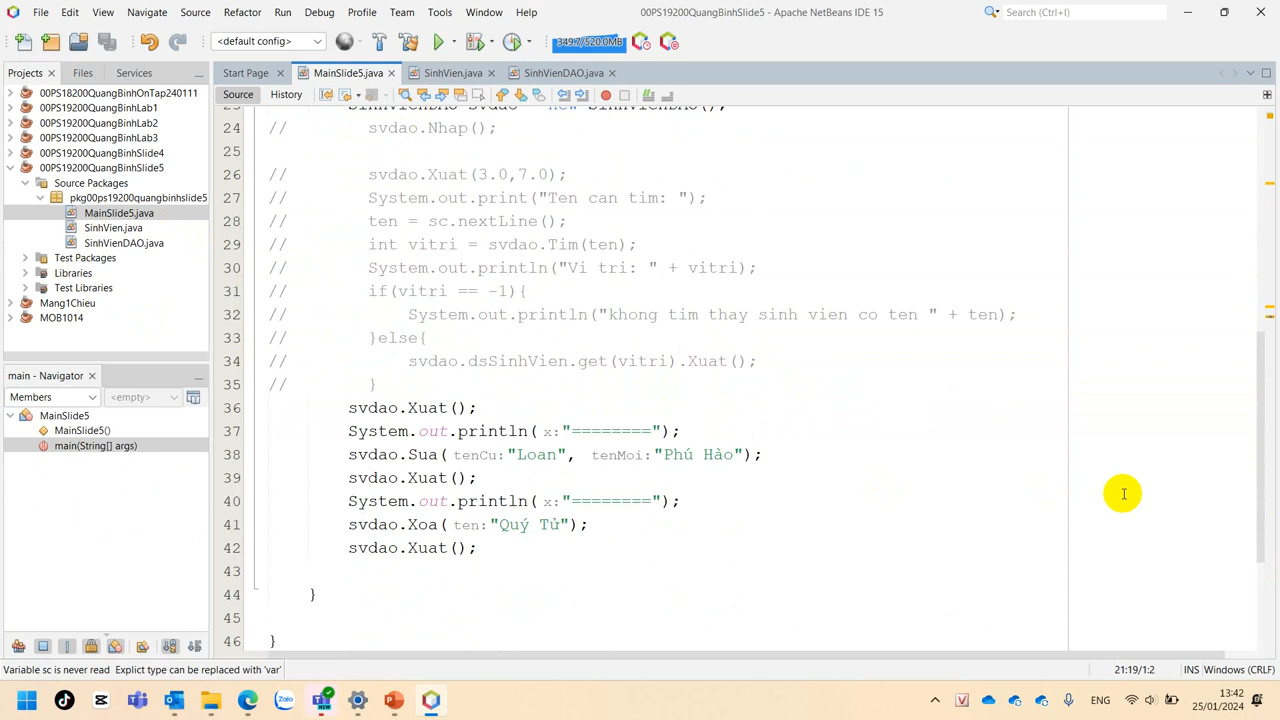 File Edit View Navigate Source Refactor Run Debug Profile Team Tools Window Help
00PS19200QuangBinhSlide5 - Apache NetBeans IDE 15
Search (Ctrl+I)
<default config>
349.7/520.0MB
Projects Files Services
Start Page MainSlide5.java SinhVien.java SinhVienDAO.java
Source History
00PS18200QuangBinhOnTap240111
00PS19200QuangBinhLab1
00PS19200QuangBinhLab2
00PS19200QuangBinhLab3
00PS19200QuangBinhSlide4
00PS19200QuangBinhSlide5
Source Packages
pkg00ps19200quangbinhslide5
MainSlide5.java
SinhVien.java
SinhVienDAO.java
Test Packages
Libraries
Test Libraries
Mang1Chieu
MOB1014
main - Navigator
Members <empty>
MainSlide5
MainSlide5()
main(String[] args)
23 SinhVienDAO svdao = new SinhVienDAO();
24 // svdao.Nhap();
25
26 // svdao.Xuat(3.0,7.0);
27 // System.out.print("Ten can tim: ");
28 // ten = sc.nextLine();
29 // int vitri = svdao.Tim(ten);
30 // System.out.println("Vi tri: " + vitri);
31 // if(vitri == -1){
32 // System.out.println("khong tim thay sinh vien co ten " + ten);
33 // }else{
34 // svdao.dsSinhVien.get(vitri).Xuat();
35 // }
36 svdao.Xuat();
37 System.out.println( x:"========");
38 svdao.Sua( tenCu:"Loan", tenMoi:"Phú Hào");
39 svdao.Xuat();
40 System.out.println( x:"========");
41 svdao.Xoa( ten:"Quý Tử");
42 svdao.Xuat();
43
44 }
45
46 }
Variable sc is never read Explict type can be replaced with 'var'
21:19/1:2 INS Windows (CRLF)
Zalo
NEW
ENG
13:42
25/01/2024